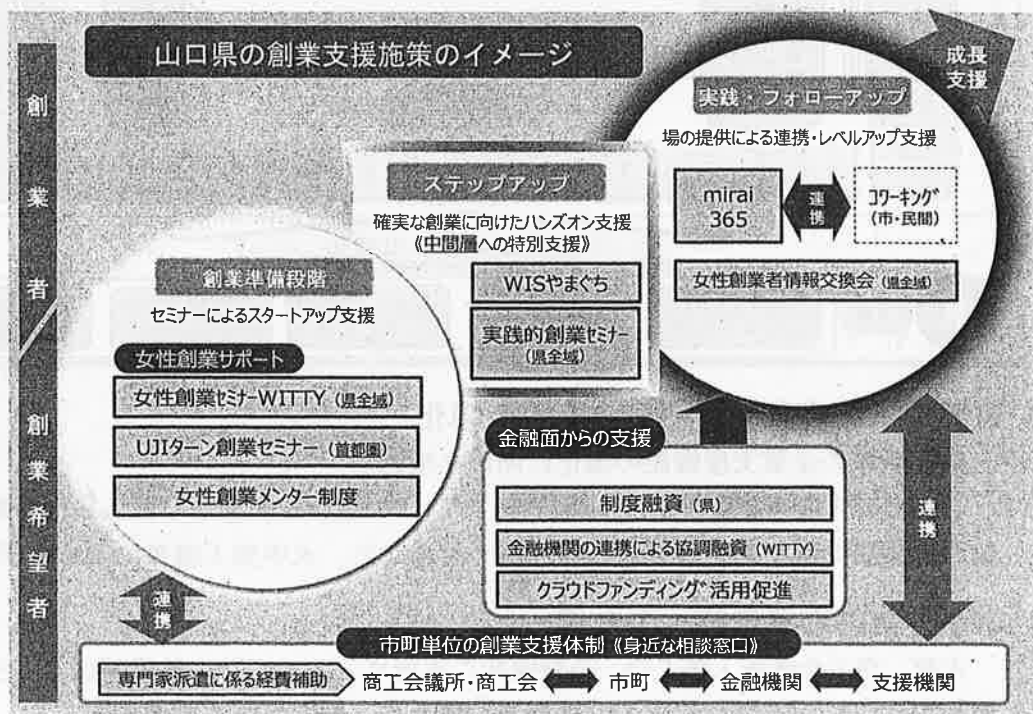 山口県の創業支援施策のイメージ
成長
支援
創業者
創業希望者
実践・フォローアップ
場の提供による連携・レベルアップ支援
mirai
365
連携
コワーキング
(市・民間)
女性創業者情報交換会 (県全域)
ステップアップ
確実な創業に向けたハンズオン支援
《中間層への特別支援》
WISやまぐち
実践的創業セミナー
(県全域)
創業準備段階
セミナーによるスタートアップ支援
女性創業サポート
女性創業セミナーWITTY (県全域)
UJIターン創業セミナー (首都圏)
女性創業メンター制度
金融面からの支援
制度融資 (県)
金融機関の連携による協調融資 (WITTY)
クラウドファンディング活用促進
連携
連携
市町単位の創業支援体制《身近な相談窓口》
専門家派遣に係る経費補助 商工会議所・商工会 市町 金融機関 支援機関